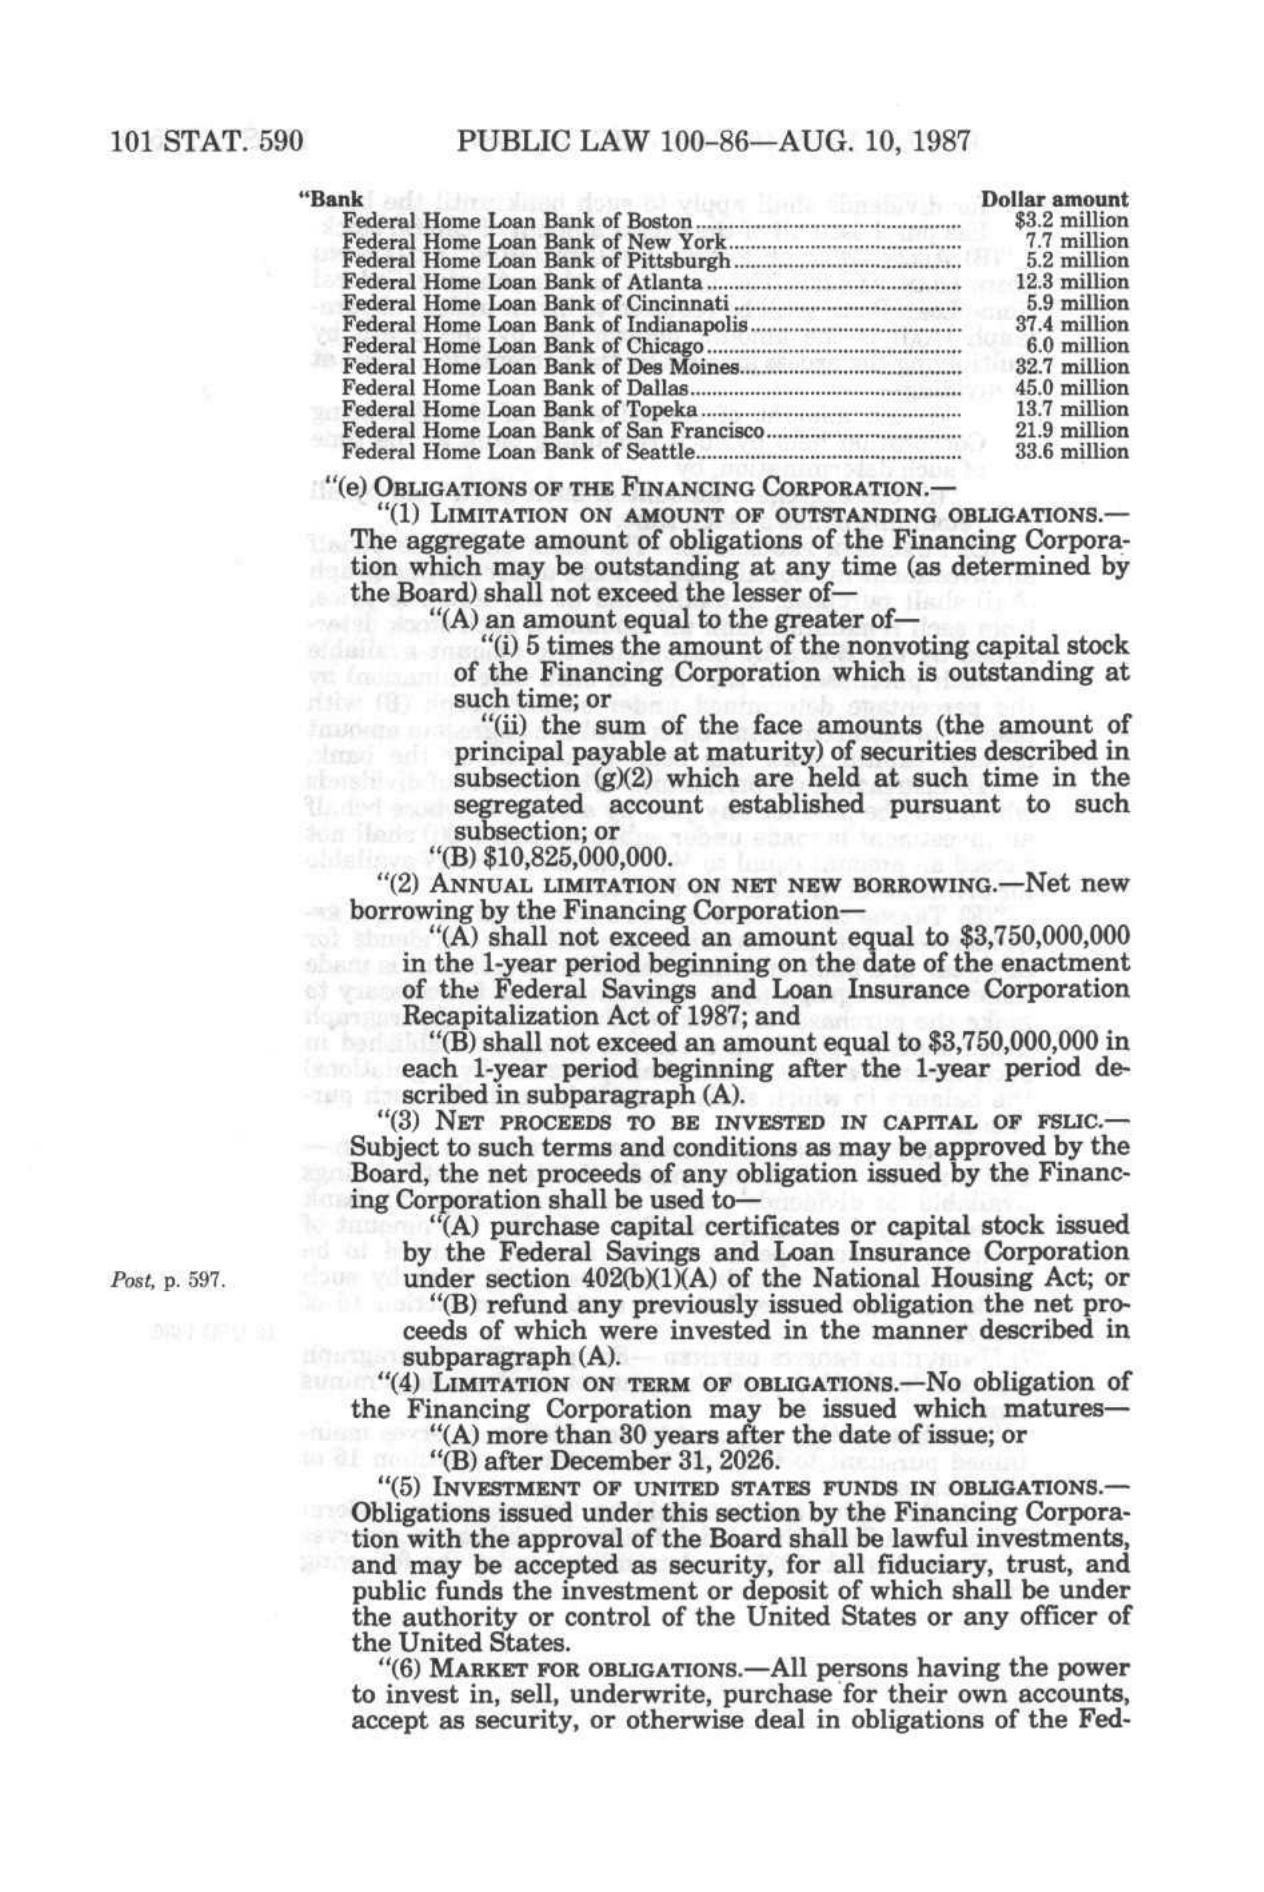 101 STAT. 590 PUBLIC LAW 100-86—AUG. 10, 1987
“Bank Dollar amount
Federal Home Loan Bank of Boston $3.2 million
Federal Home Loan Bank of New York 7.7 million
Federal Home Loan Bank of Pittsburgh 5.2 million
Federal Home Loan Bank of Atlanta 12.3 million
Federal Home Loan Bank of Cincinnati 5.9 million
Federal Home Loan Bank of Indianapolis 37.4 million
Federal Home Loan Bank of Chicago 6.0 million
Federal Home Loan Bank of Des Moines 32.7 million
Federal Home Loan Bank of Dallas 45.0 million
Federal Home Loan Bank of Topeka 13.7 million
Federal Home Loan Bank of San Francisco 21.9 million
Federal Home Loan Bank of Seattle 33.6 million
“(e) OBLIGATIONS OF THE FINANCING CORPORATION.—
“(1) LIMITATION ON AMOUNT OF OUTSTANDING OBLIGATIONS.—
The aggregate amount of obligations of the Financing Corpora-
tion which may be outstanding at any time (as determined by
the Board) shall not exceed the lesser of—
“(A) an amount equal to the greater of—
“(i) 5 times the amount of the nonvoting capital stock
of the Financing Corporation which is outstanding at
such time; or
“(ii) the sum of the face amounts (the amount of
principal payable at maturity) of securities described in
subsection (g)(2) which are held at such time in the
segregated account established pursuant to such
subsection; or
“(B) $10,825,000,000.
“(2) ANNUAL LIMITATION ON NET NEW BORROWING.—Net new
borrowing by the Financing Corporation—
“(A) shall not exceed an amount equal to $3,750,000,000
in the 1-year period beginning on the date of the enactment
of the Federal Savings and Loan Insurance Corporation
Recapitalization Act of 1987; and
“(B) shall not exceed an amount equal to $3,750,000,000 in
each 1-year period beginning after the 1-year period de-
scribed in subparagraph (A).
“(3) NET PROCEEDS TO BE INVESTED IN CAPITAL OF FSLIC.—
Subject to such terms and conditions as may be approved by the
Board, the net proceeds of any obligation issued by the Financ-
ing Corporation shall be used to—
“(A) purchase capital certificates or capital stock issued
by the Federal Savings and Loan Insurance Corporation
Post, p. 597. under section 402(b)(1)(A) of the National Housing Act; or
“(B) refund any previously issued obligation the net pro-
ceeds of which were invested in the manner described in
subparagraph (A).
“(4) LIMITATION ON TERM OF OBLIGATIONS.—No obligation of
the Financing Corporation may be issued which matures—
“(A) more than 30 years after the date of issue; or
“(B) after December 31, 2026.
“(5) INVESTMENT OF UNITED STATES FUNDS IN OBLIGATIONS.—
Obligations issued under this section by the Financing Corpora-
tion with the approval of the Board shall be lawful investments,
and may be accepted as security, for all fiduciary, trust, and
public funds the investment or deposit of which shall be under
the authority or control of the United States or any officer of
the United States.
“(6) MARKET FOR OBLIGATIONS.—All persons having the power
to invest in, sell, underwrite, purchase for their own accounts,
accept as security, or otherwise deal in obligations of the Fed-